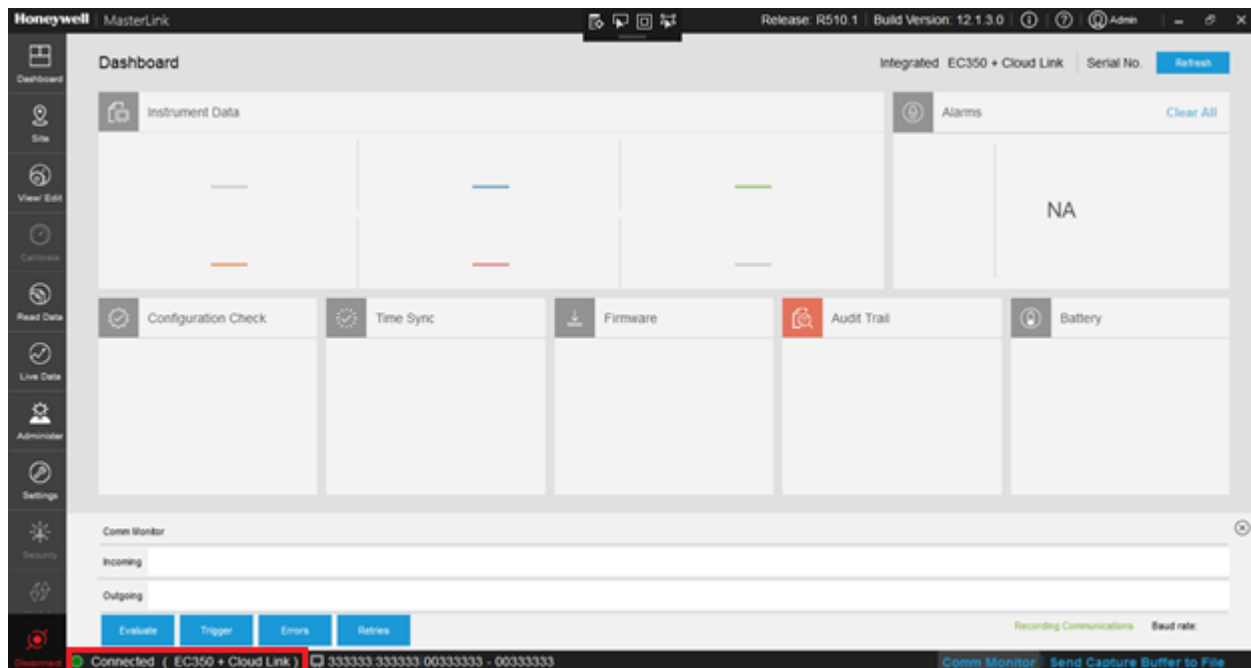 Honeywell | MasterLink
Release: R510.1 | Build Version: 12.1.3.0
Admin
Dashboard
Site
View/ Edit
Calibrate
Read Data
Live Data
Administer
Settings
Security
Disconnect
Dashboard
Integrated EC350 + Cloud Link
Serial No.
Refresh
Instrument Data
Alarms
Clear All
NA
Configuration Check
Time Sync
Firmware
Audit Trail
Battery
Comm Monitor
Incoming
Outgoing
Evaluate
Trigger
Errors
Retries
Recording Communications
Baud rate:
Connected ( EC350 + Cloud Link )
333333:333333 00333333 - 00333333
Comm Monitor
Send Capture Buffer to File